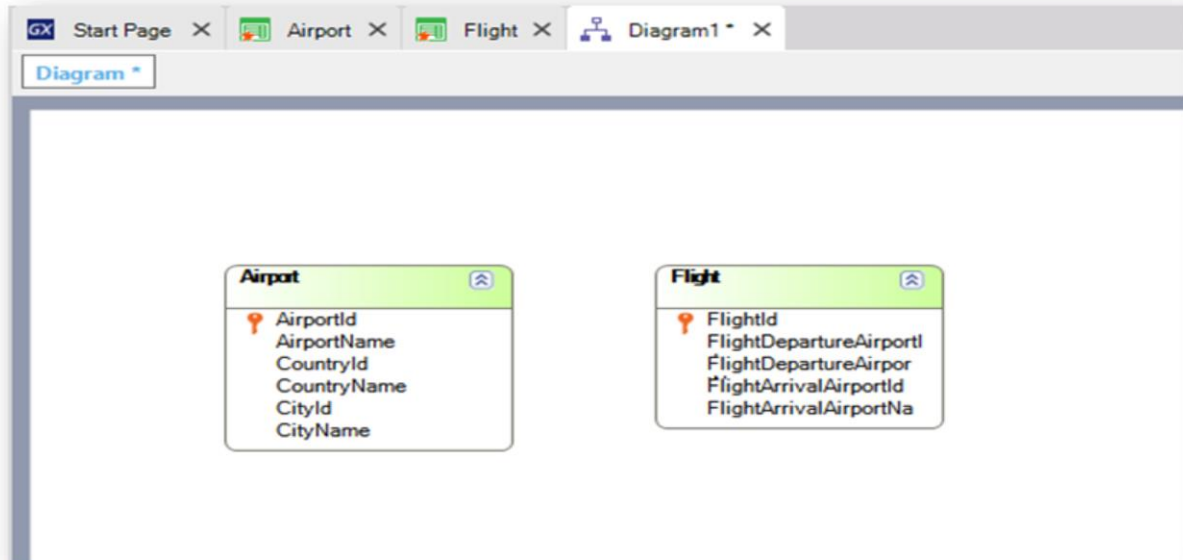 GX Start Page Airport Flight Diagram1 *
Diagram *
Airport
AirportId
AirportName
CountryId
CountryName
CityId
CityName
Flight
FlightId
FlightDepartureAirportI
FlightDepartureAirpor
FlightArrivalAirportId
FlightArrivalAirportNa